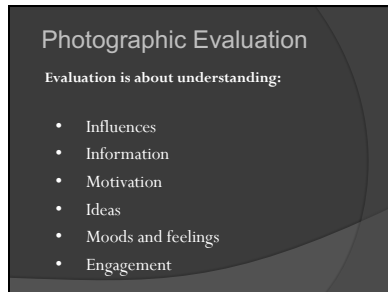 Photographic Evaluation
Evaluation is about understanding:
• Influences
• Information
• Motivation
• Ideas
• Moods and feelings
• Engagement